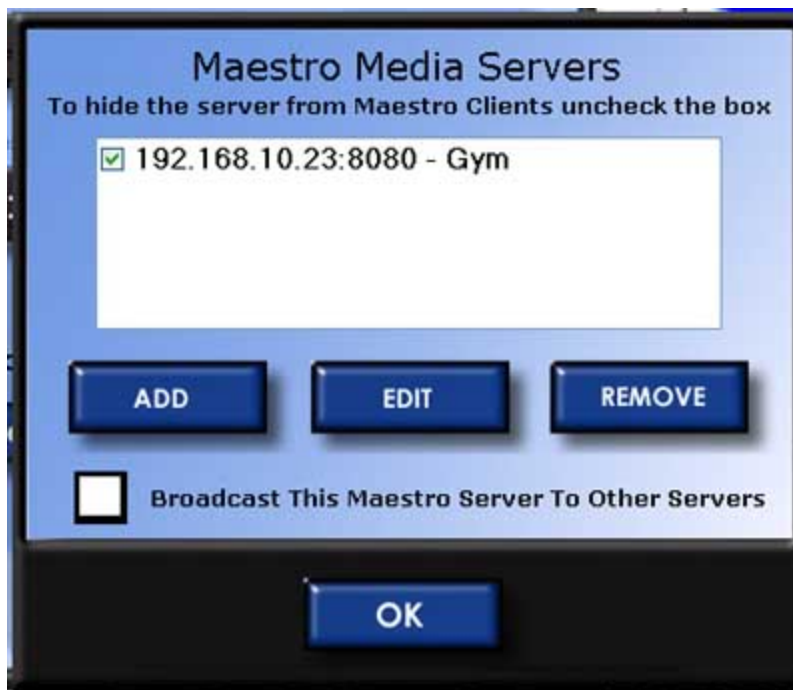 Maestro Media Servers
To hide the server from Maestro Clients uncheck the box
192.168.10.23:8080 - Gym
ADD EDIT REMOVE
Broadcast This Maestro Server To Other Servers
OK